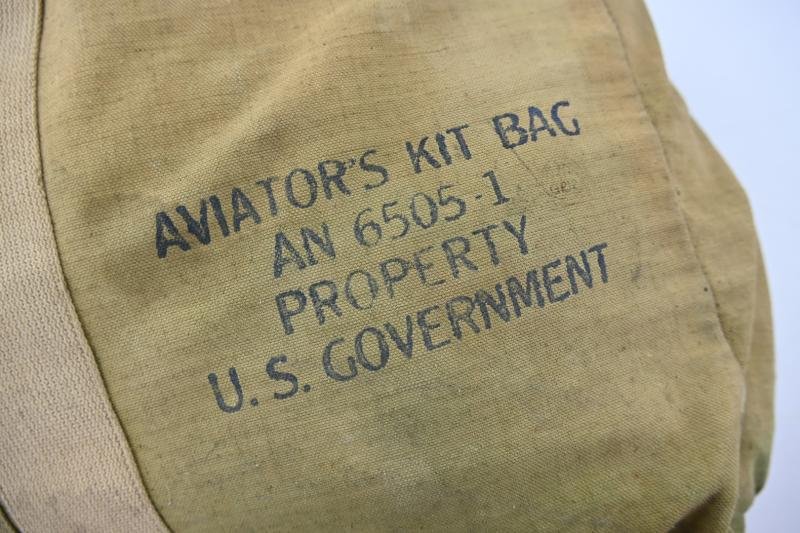 AVIATOR'S KIT BAG
AN 6505-1
PROPERTY
U.S. GOVERNMENT